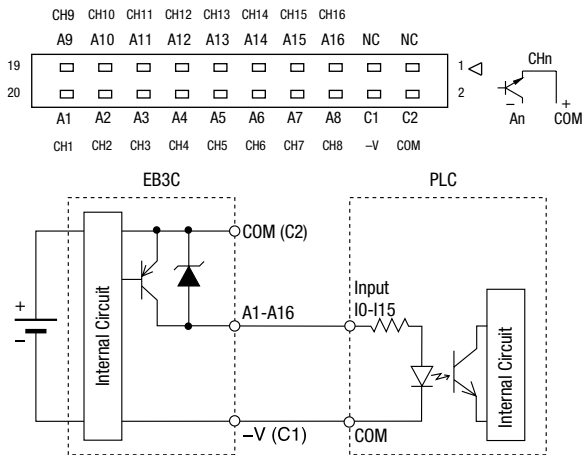 CH9 CH10 CH11 CH12 CH13 CH14 CH15 CH16
A9 A10 A11 A12 A13 A14 A15 A16 NC NC
19 1
20 2
A1 A2 A3 A4 A5 A6 A7 A8 C1 C2
CH1 CH2 CH3 CH4 CH5 CH6 CH7 CH8 –V COM
CHn
– +
An COM
EB3C PLC
COM (C2)
Internal Circuit
+
–
A1-A16
Input
I0-I15
Internal Circuit
–V (C1)
COM